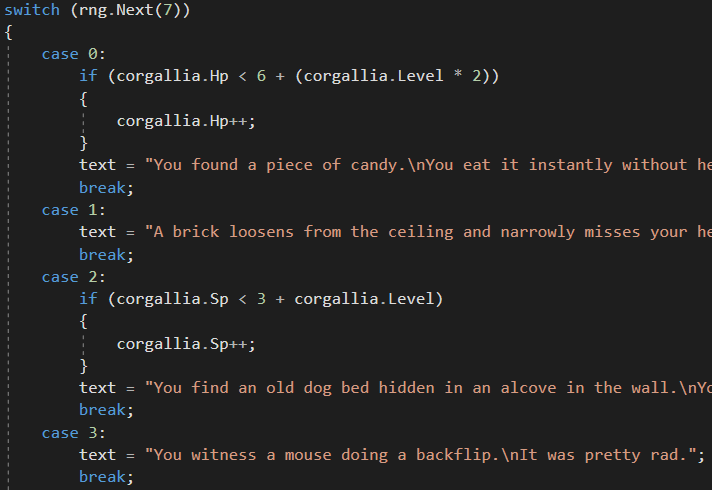 switch (rng.Next(7))
{
case 0:
if (corgallia.Hp < 6 + (corgallia.Level * 2))
{
corgallia.Hp++;
}
text = "You found a piece of candy.\nYou eat it instantly without he
break;
case 1:
text = "A brick loosens from the ceiling and narrowly misses your he
break;
case 2:
if (corgallia.Sp < 3 + corgallia.Level)
{
corgallia.Sp++;
}
text = "You find an old dog bed hidden in an alcove in the wall.\nYo
break;
case 3:
text = "You witness a mouse doing a backflip.\nIt was pretty rad.";
break;